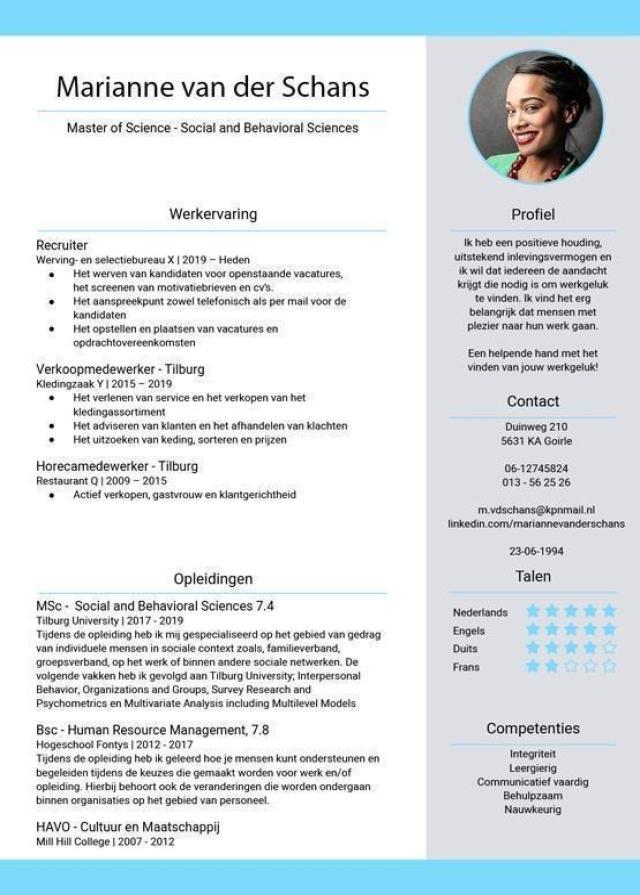 Marianne van der Schans
Master of Science - Social and Behavioral Sciences
Werkervaring
Recruiter
Werving- en selectiebureau X | 2019 – Heden
● Het werven van kandidaten voor openstaande vacatures,
het screenen van motivatiebrieven en cv's.
● Het aanspreekpunt zowel telefonisch als per mail voor de
kandidaten
● Het opstellen en plaatsen van vacatures en
opdrachtovereenkomsten
Verkoopmedewerker - Tilburg
Kledingzaak Y | 2015 – 2019
● Het verlenen van service en het verkopen van het
kledingassortiment
● Het adviseren van klanten en het afhandelen van klachten
● Het uitzoeken van keding, sorteren en prijzen
Horecamedewerker - Tilburg
Restaurant Q | 2009 – 2015
● Actief verkopen, gastvrouw en klantgerichtheid
Opleidingen
MSc - Social and Behavioral Sciences 7.4
Tilburg University | 2017 - 2019
Tijdens de opleiding heb ik mij gespecialiseerd op het gebied van gedrag
van individuele mensen in sociale context zoals, familieverband,
groepsverband, op het werk of binnen andere sociale netwerken. De
volgende vakken heb ik gevolgd aan Tilburg University; Interpersonal
Behavior, Organizations and Groups, Survey Research and
Psychometrics en Multivariate Analysis including Multilevel Models
Bsc - Human Resource Management, 7.8
Hogeschool Fontys | 2012 - 2017
Tijdens de opleiding heb ik geleerd hoe je mensen kunt ondersteunen en
begeleiden tijdens de keuzes die gemaakt worden voor werk en/of
opleiding. Hierbij behoort ook de veranderingen die worden ondergaan
binnen organisaties op het gebied van personeel.
HAVO - Cultuur en Maatschappij
Mill Hill College | 2007 - 2012
Profiel
Ik heb een positieve houding,
uitstekend inlevingsvermogen en
ik wil dat iedereen de aandacht
krijgt die nodig is om werkgeluk
te vinden. Ik vind het erg
belangrijk dat mensen met
plezier naar hun werk gaan.
Een helpende hand met het
vinden van jouw werkgeluk!
Contact
Duinweg 210
5631 KA Goirle
06-12745824
013 - 56 25 26
m.vdschans@kpnmail.nl
linkedin.com/mariannevanderschans
23-06-1994
Talen
Nederlands
Engels
Duits
Frans
Competenties
Integriteit
Leergierig
Communicatief vaardig
Behulpzaam
Nauwkeurig